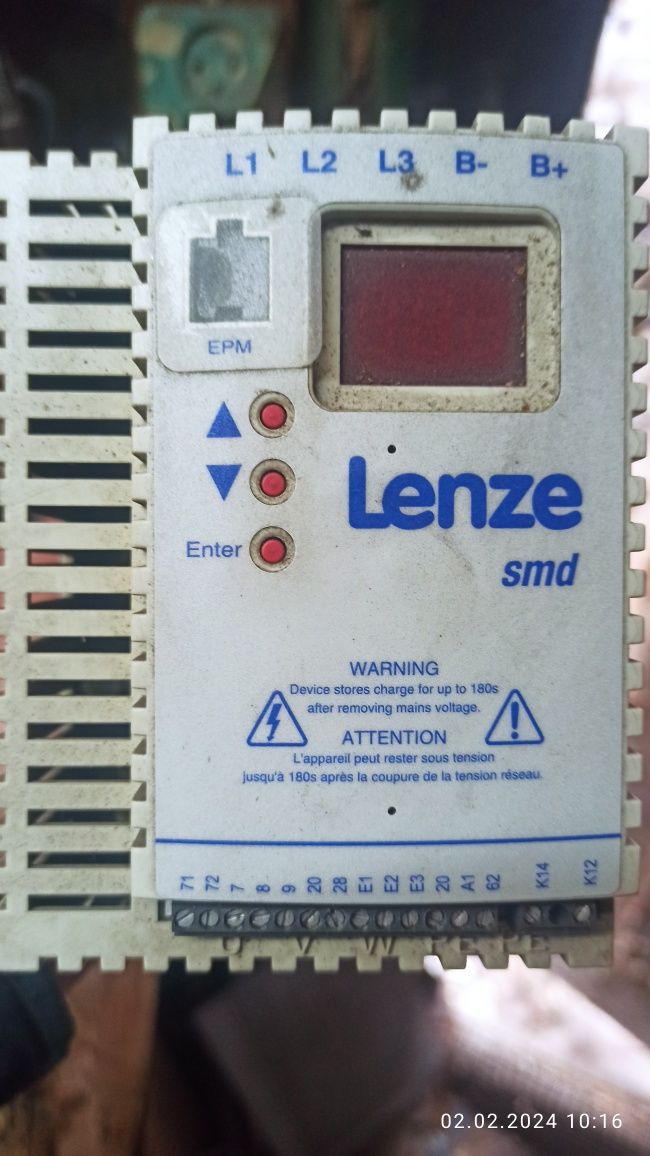 L1 L2 L3 B- B+
EPM
Lenze
Enter
smd
WARNING
Device stores charge for up to 180s
after removing mains voltage.
ATTENTION
L'appareil peut rester sous tension
jusqu'à 180s après la coupure de la tension réseau.
71 72 7 8 9 20 28 E1 E2 E3 20 A1 62 K14 K12
U V W PE PE
02.02.2024 10:16